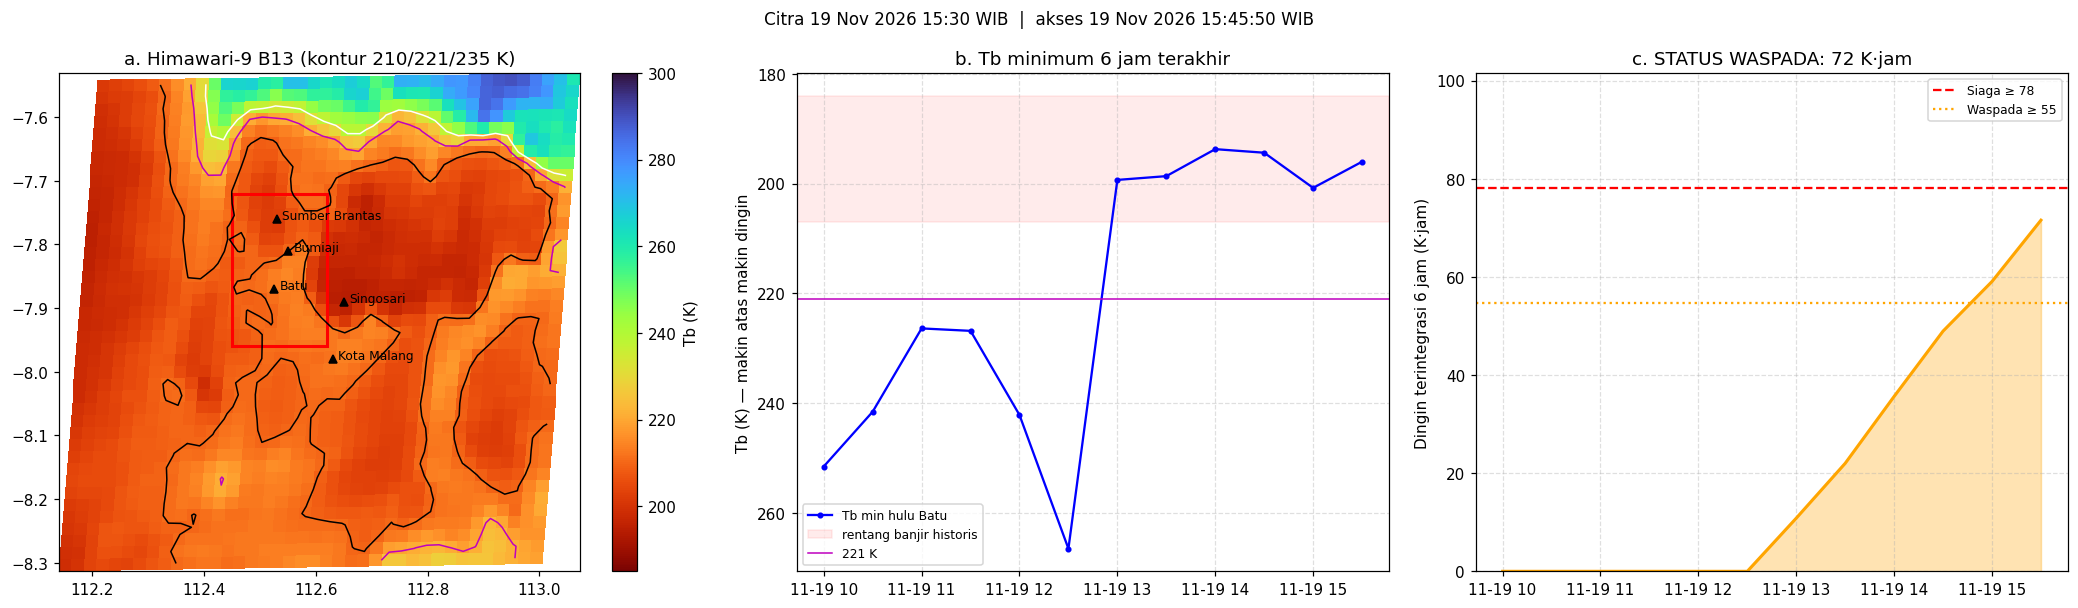 Citra 19 Nov 2026 15:30 WIB | akses 19 Nov 2026 15:45:50 WIB
a. Himawari-9 B13 (kontur 210/221/235 K)
−7.6
−7.7
−7.8
−7.9
−8.0
−8.1
−8.2
−8.3
112.2
112.4
112.6
112.8
113.0
Sumber Brantas
Bumiaji
Batu
Singosari
Kota Malang
300
280
260
240
220
200
Tb (K)
b. Tb minimum 6 jam terakhir
Tb (K) — makin atas makin dingin
180
200
220
240
260
Tb min hulu Batu
rentang banjir historis
221 K
11-19 10
11-19 11
11-19 12
11-19 13
11-19 14
11-19 15
c. STATUS WASPADA: 72 K·jam
Dingin terintegrasi 6 jam (K·jam)
100
80
60
40
20
0
Siaga ≥ 78
Waspada ≥ 55
11-19 10
11-19 11
11-19 12
11-19 13
11-19 14
11-19 15